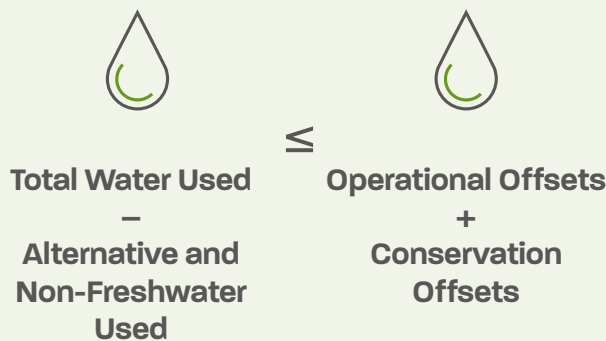 Total Water Used
–
Alternative and
Non-Freshwater
Used
≤
Operational Offsets
+
Conservation
Offsets